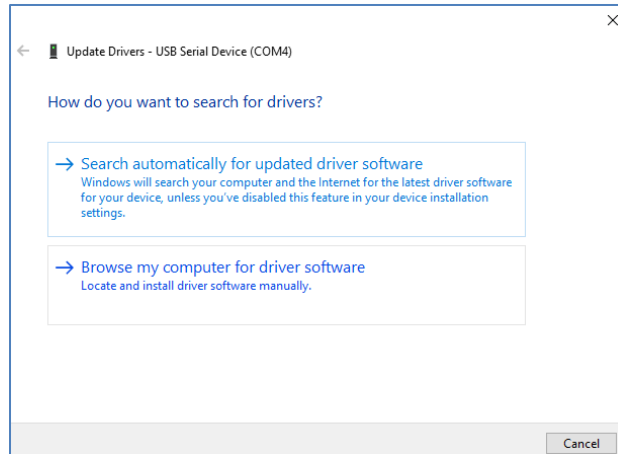 Update Drivers - USB Serial Device (COM4)
How do you want to search for drivers?
Search automatically for updated driver software
Windows will search your computer and the Internet for the latest driver software
for your device, unless you've disabled this feature in your device installation
settings.
Browse my computer for driver software
Locate and install driver software manually.
Cancel